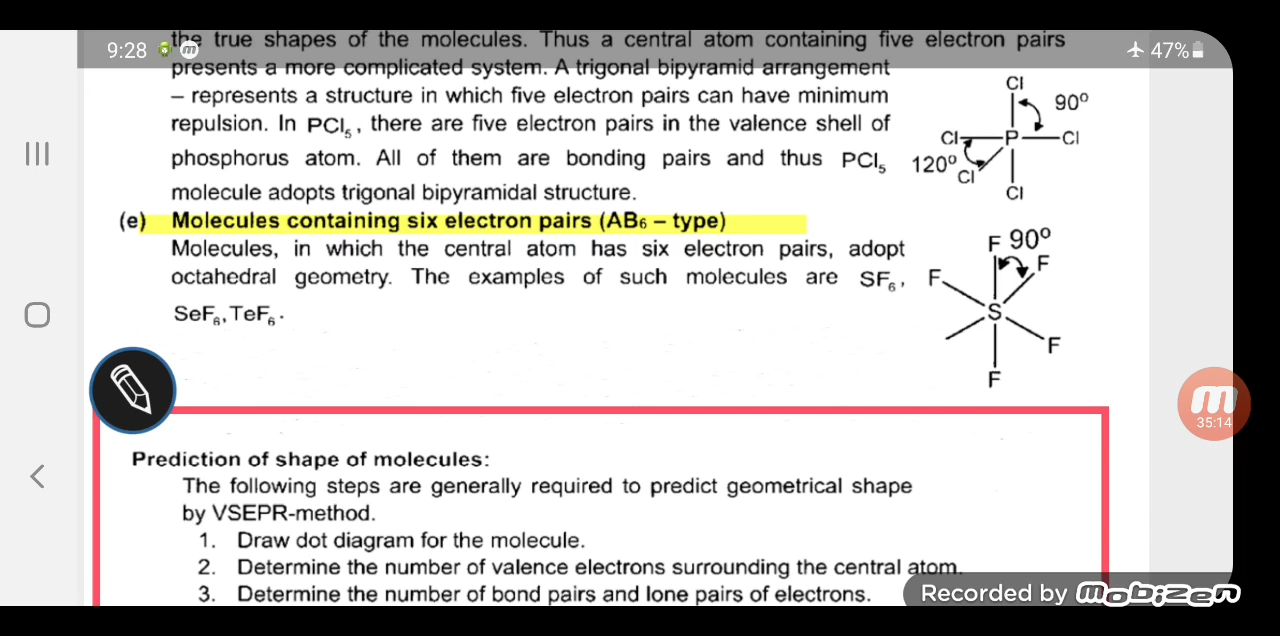 9:28
47%
the true shapes of the molecules. Thus a central atom containing five electron pairs
presents a more complicated system. A trigonal bipyramid arrangement
– represents a structure in which five electron pairs can have minimum
repulsion. In PCl₅, there are five electron pairs in the valence shell of
phosphorus atom. All of them are bonding pairs and thus PCl₅
molecule adopts trigonal bipyramidal structure.
Cl
90°
Cl P Cl
120°
Cl
Cl
(e) Molecules containing six electron pairs (AB₆ – type)
Molecules, in which the central atom has six electron pairs, adopt
octahedral geometry. The examples of such molecules are SF₆,
SeF₆, TeF₆.
F 90°
F F
S
F
F
35:14
Prediction of shape of molecules:
The following steps are generally required to predict geometrical shape
by VSEPR-method.
1. Draw dot diagram for the molecule.
2. Determine the number of valence electrons surrounding the central atom.
3. Determine the number of bond pairs and lone pairs of electrons.
Recorded by mobizen